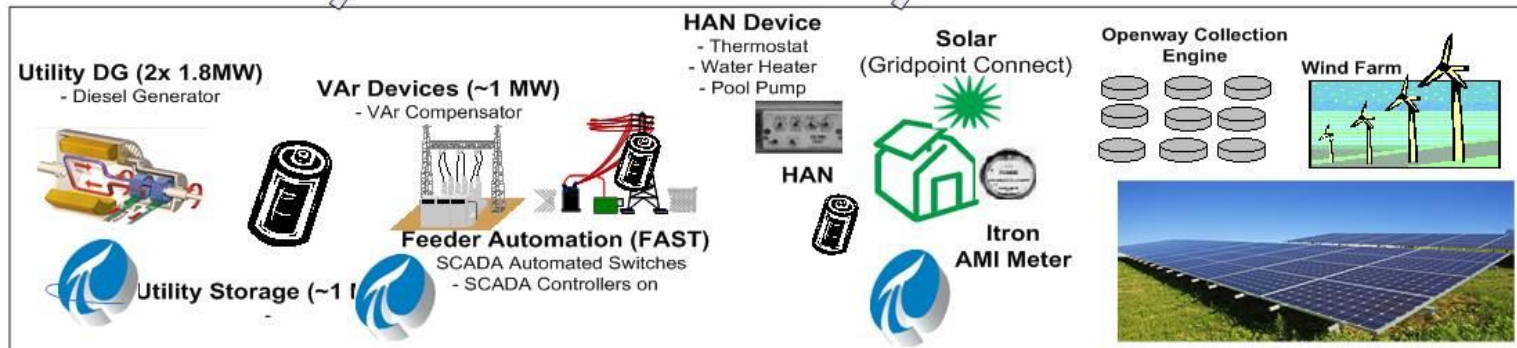 Utility DG (2x 1.8MW)
- Diesel Generator
Utility Storage (~1
-
VAr Devices (~1 MW)
- VAr Compensator
Feeder Automation (FAST)
SCADA Automated Switches
- SCADA Controllers on
HAN Device
- Thermostat
- Water Heater
- Pool Pump
HAN
Solar
(Gridpoint Connect)
Itron
AMI Meter
Openway Collection
Engine
Wind Farm